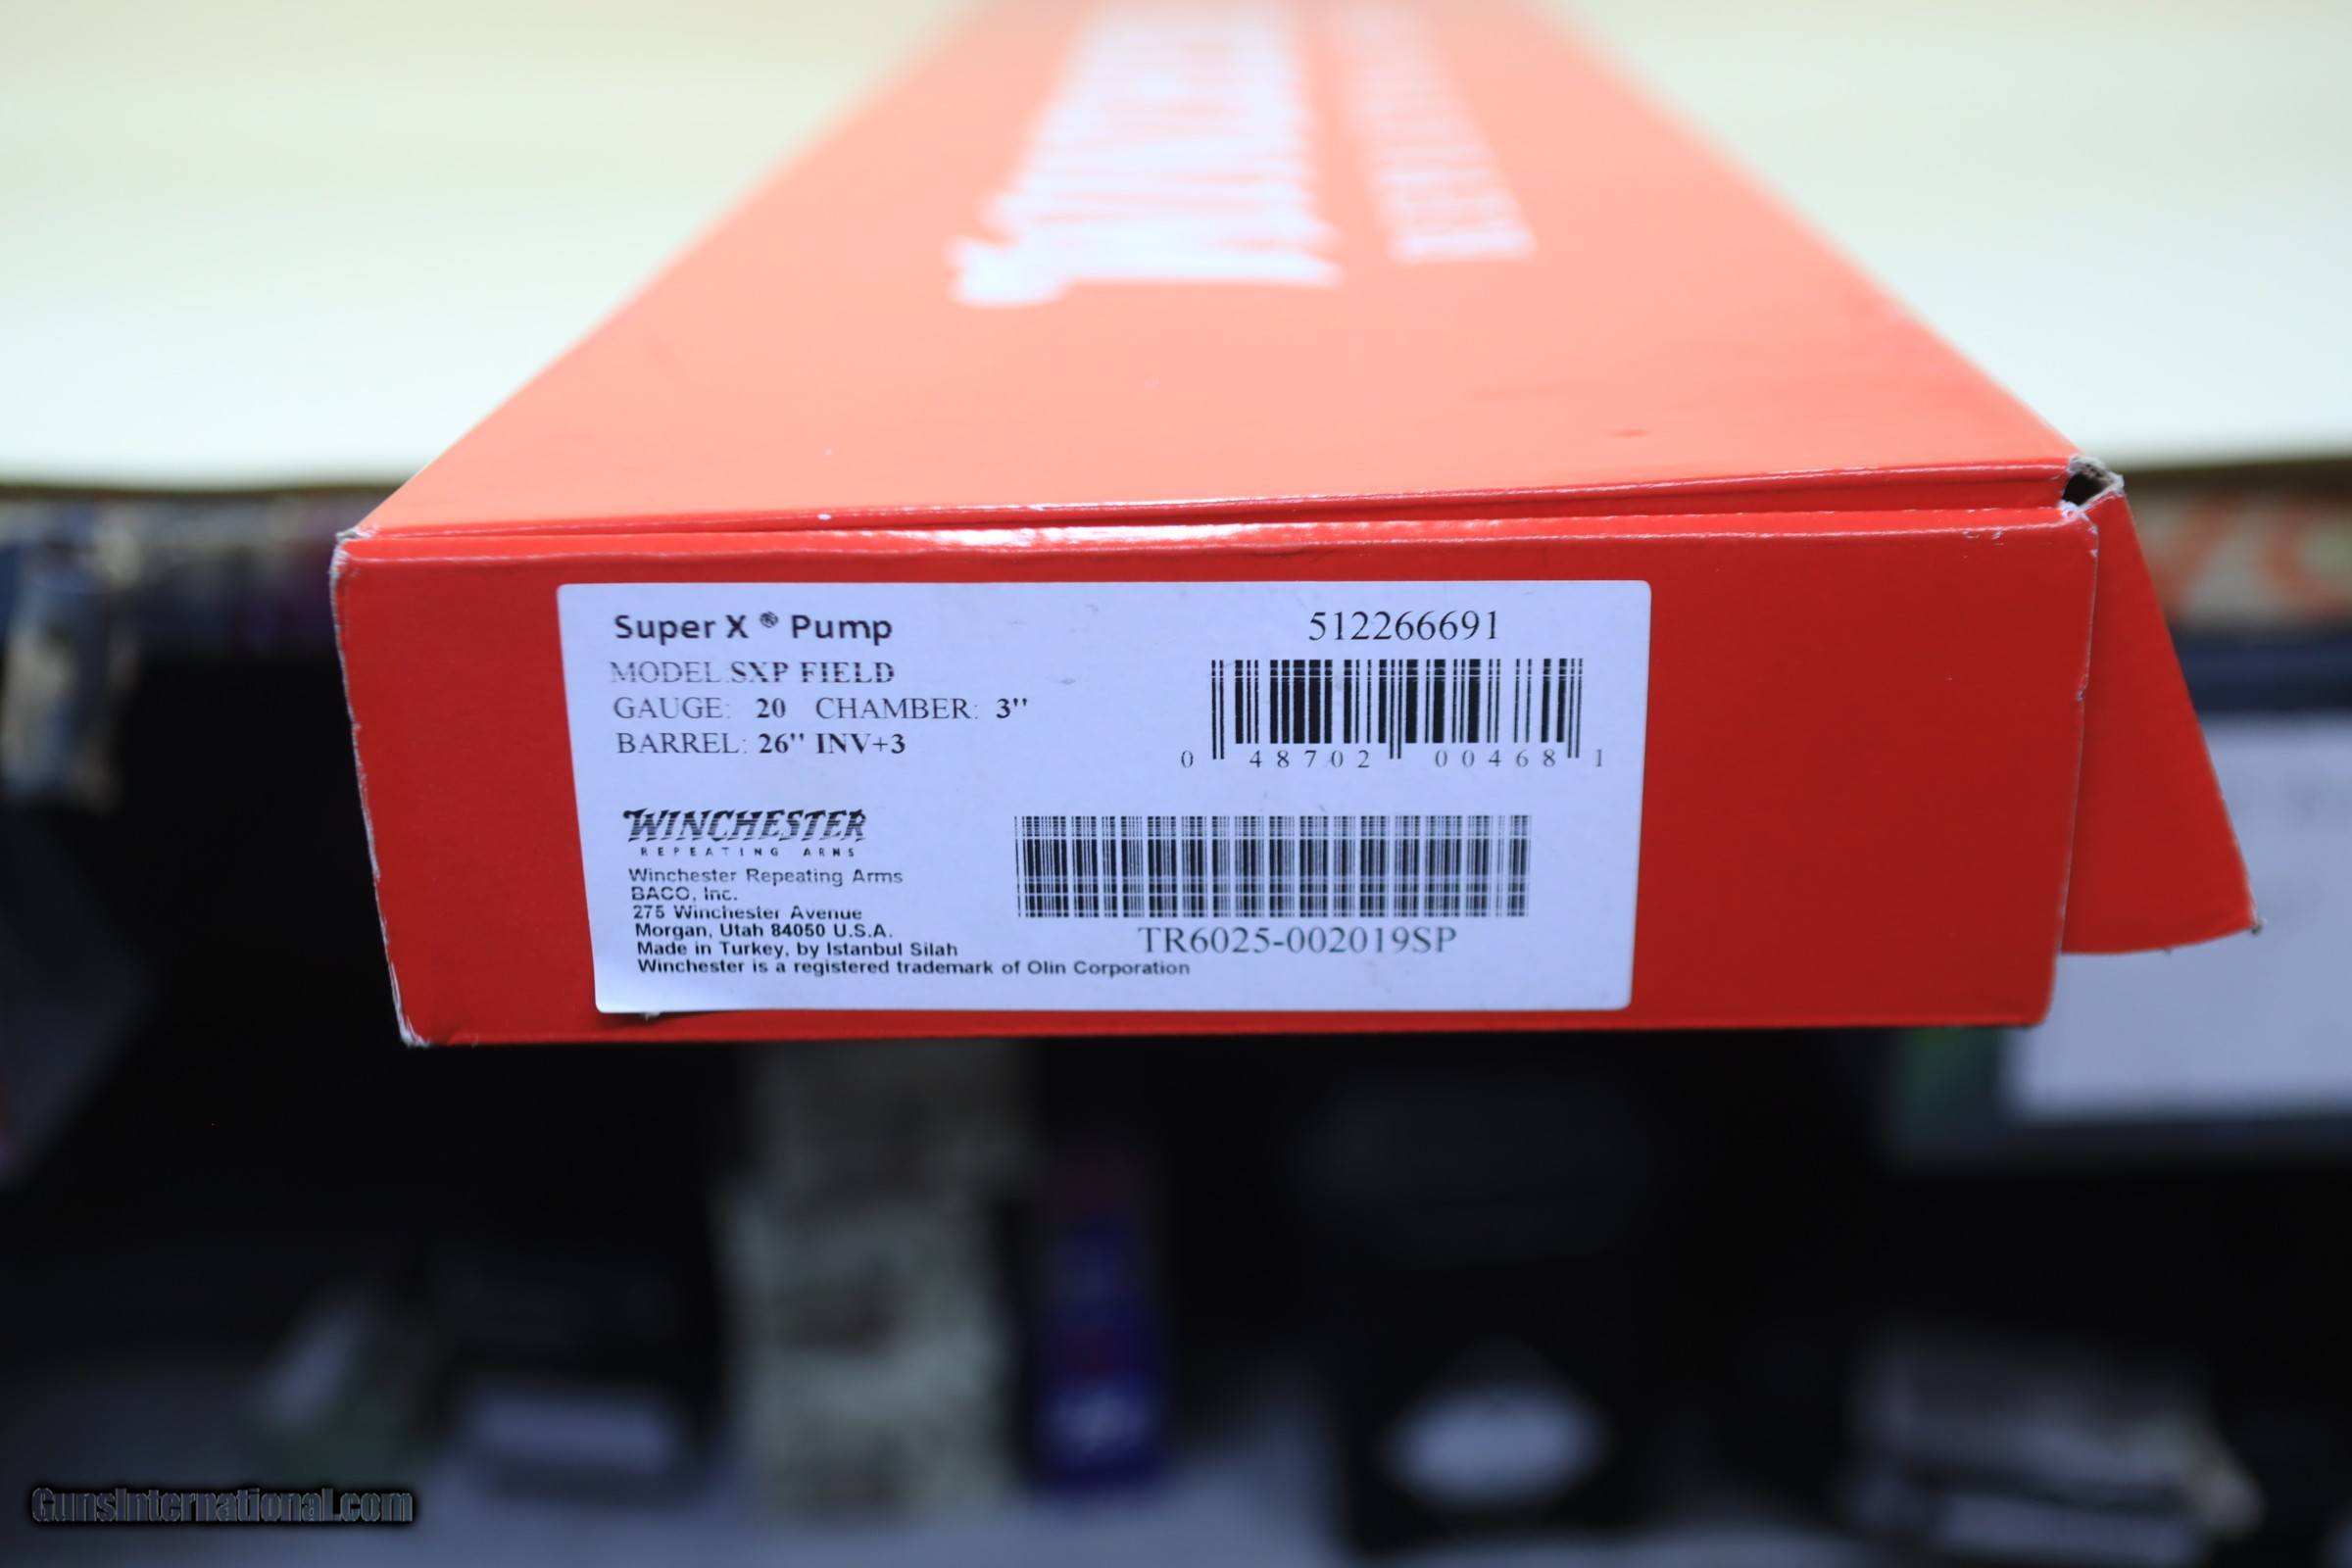 Super X ® Pump
MODEL: SXP FIELD
GAUGE: 20 CHAMBER: 3"
BARREL: 26" INV+3
512266691
0 48702 00468 1
WINCHESTER
REPEATING ARMS
Winchester Repeating Arms
BACO, Inc.
275 Winchester Avenue
Morgan, Utah 84050 U.S.A.
Made in Turkey, by Istanbul Silah
Winchester is a registered trademark of Olin Corporation
TR6025-002019SP
GunsInternational.com